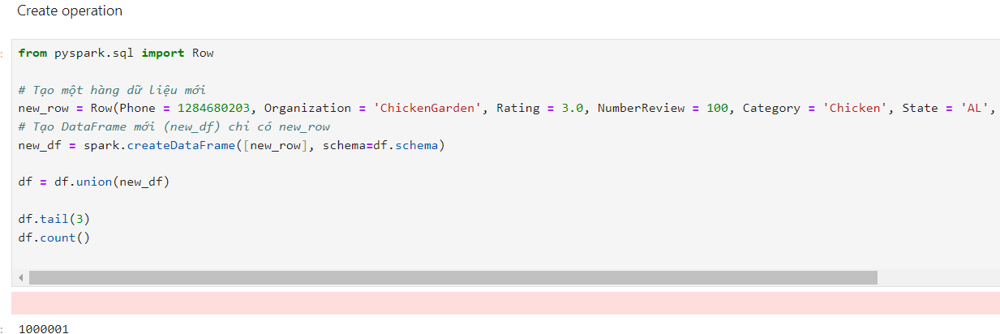 Create operation
from pyspark.sql import Row
# Tạo một hàng dữ liệu mới
new_row = Row(Phone = 1284680203, Organization = 'ChickenGarden', Rating = 3.0, NumberReview = 100, Category = 'Chicken', State = 'AL',
# Tạo DataFrame mới (new_df) chỉ có new_row
new_df = spark.createDataFrame([new_row], schema=df.schema)
df = df.union(new_df)
df.tail(3)
df.count()
: 1000001